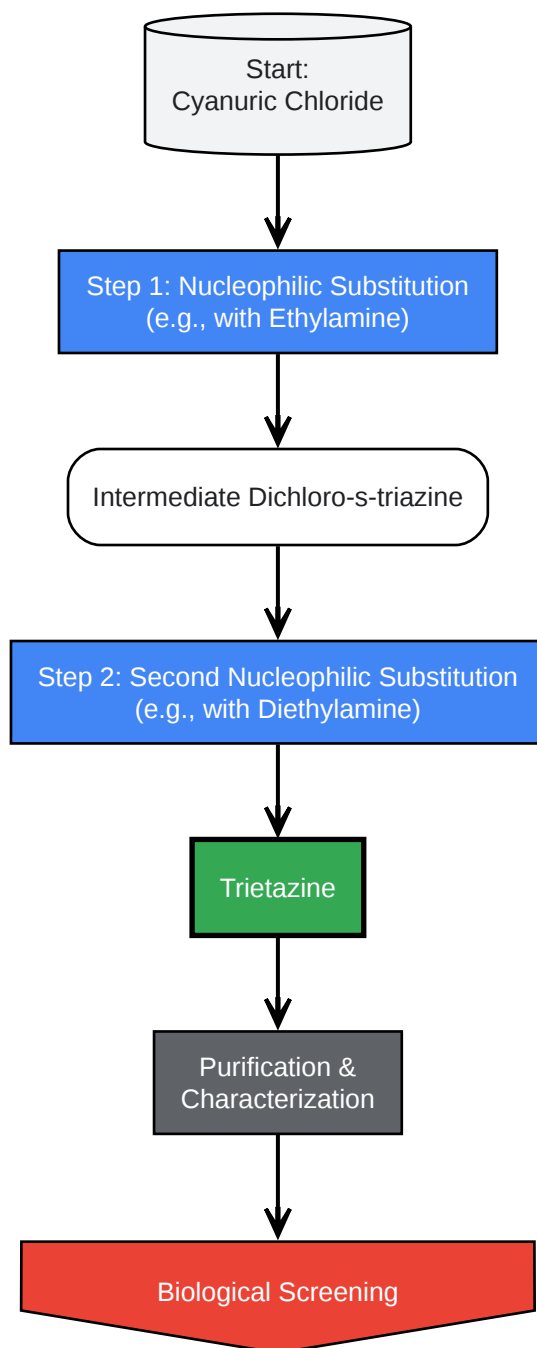 Start:
Cyanuric Chloride
Step 1: Nucleophilic Substitution
(e.g., with Ethylamine)
Intermediate Dichloro-s-triazine
Step 2: Second Nucleophilic Substitution
(e.g., with Diethylamine)
Trietazine
Purification &
Characterization
Biological Screening